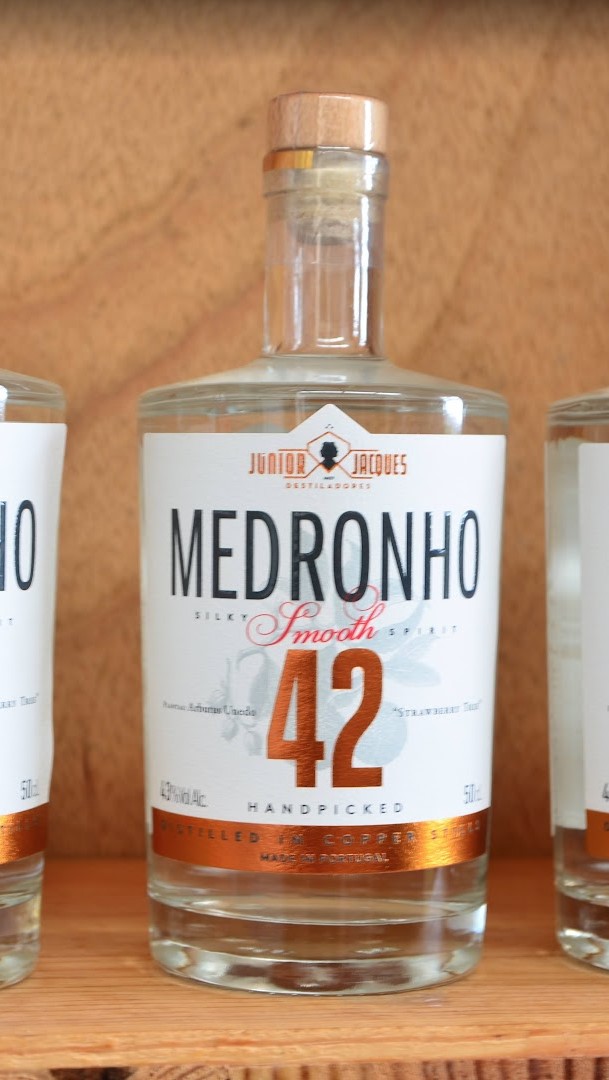 JÚNIOR JACQUES
DESTILADORES
MEDRONHO
SILKY Smooth SPIRIT
42
Arbutus Unedo "STRAWBERRY TREE"
43%Vol.Alc. 50cl
HANDPICKED
DISTILLED IN COPPER STILLS
MADE IN PORTUGAL